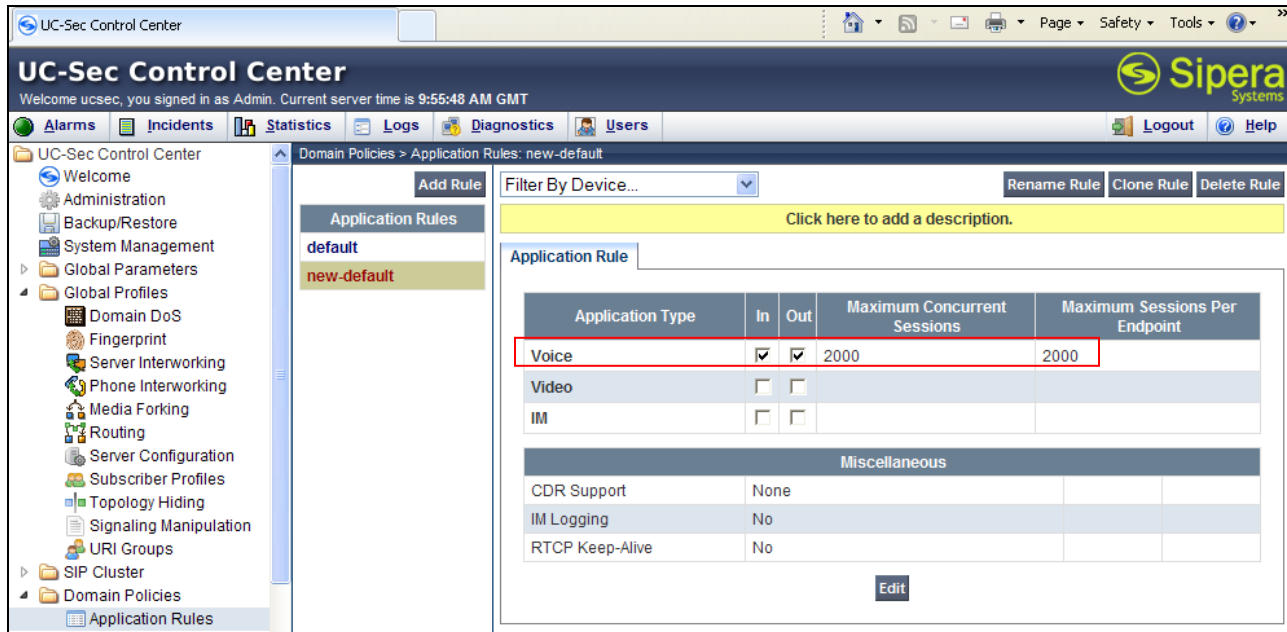 UC-Sec Control Center
Page Safety Tools
»
UC-Sec Control Center
Welcome ucsec, you signed in as Admin. Current server time is 9:55:48 AM GMT
Sipera
Systems
Alarms Incidents Statistics Logs Diagnostics Users Logout Help
UC-Sec Control Center
Welcome
Administration
Backup/Restore
System Management
Global Parameters
Global Profiles
Domain DoS
Fingerprint
Server Interworking
Phone Interworking
Media Forking
Routing
Server Configuration
Subscriber Profiles
Topology Hiding
Signaling Manipulation
URI Groups
SIP Cluster
Domain Policies
Application Rules
Domain Policies > Application Rules: new-default
Add Rule
Application Rules
default
new-default
Filter By Device...
Rename Rule Clone Rule Delete Rule
Click here to add a description.
Application Rule
Application Type In Out Maximum Concurrent Sessions Maximum Sessions Per Endpoint
Voice 2000 2000
Video
IM
Miscellaneous
CDR Support None
IM Logging No
RTCP Keep-Alive No
Edit